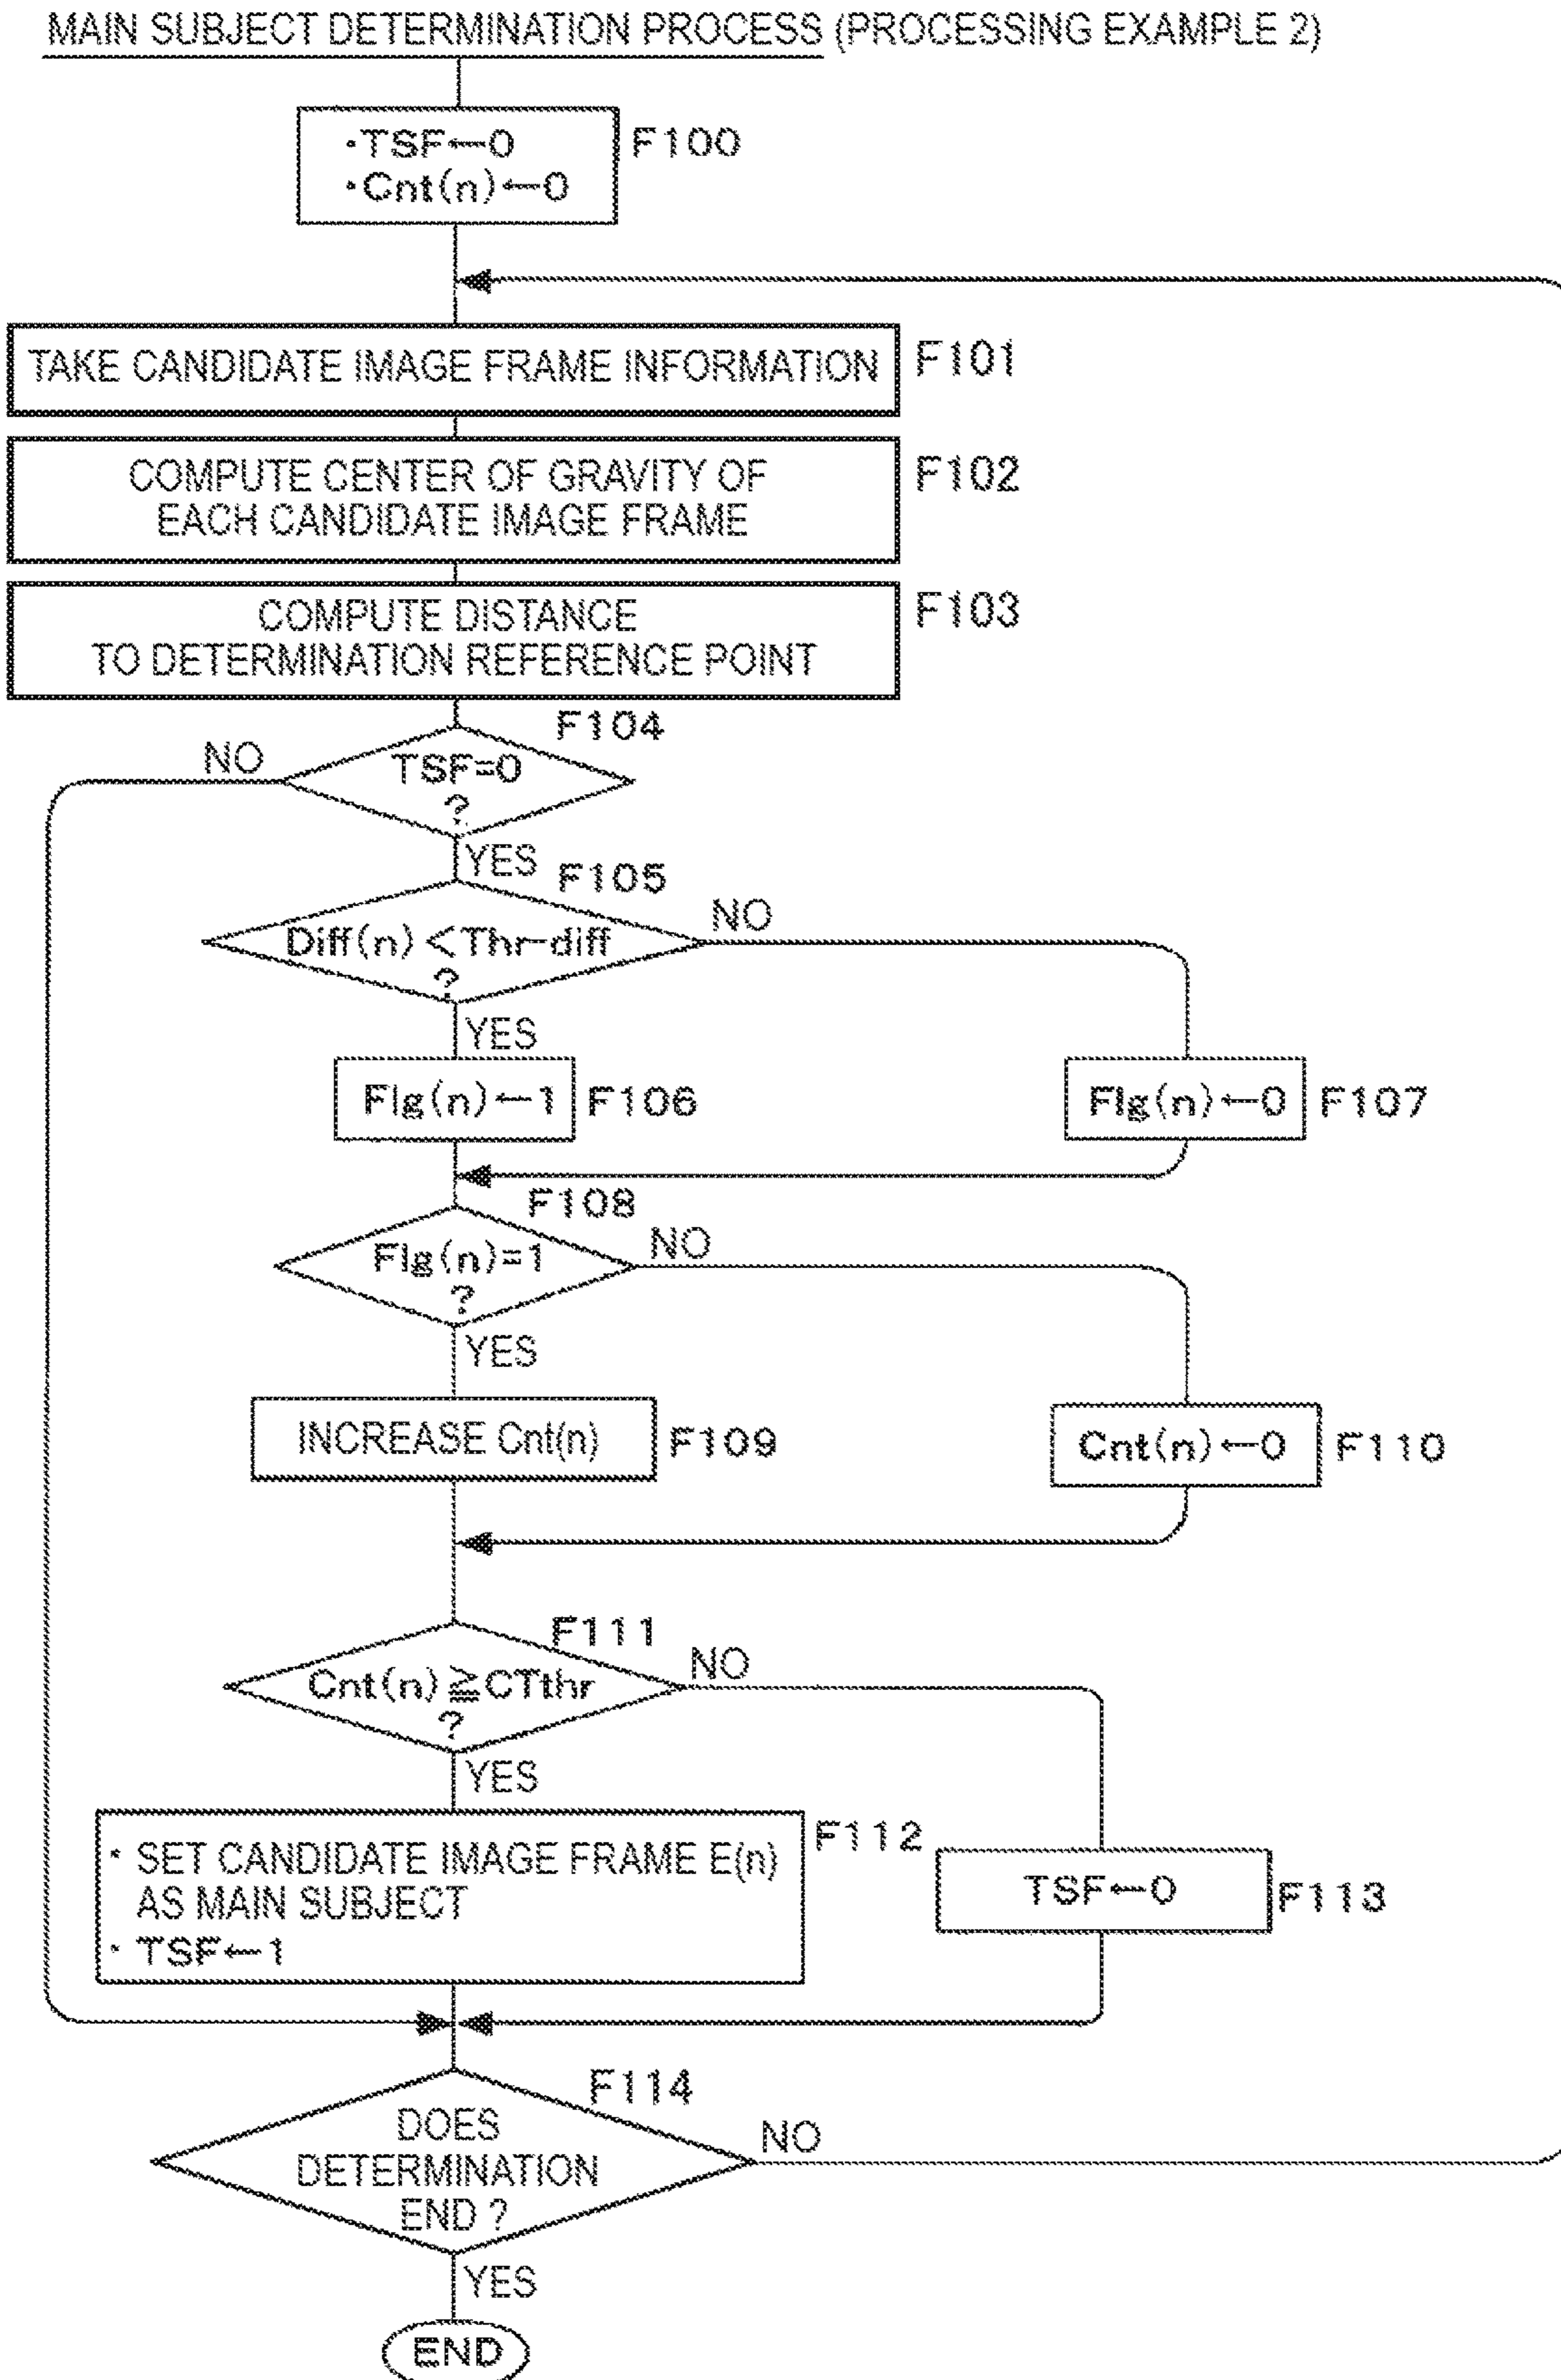 MAIN SUBJECT DETERMINATION PROCESS (PROCESSING EXAMPLE 2)
・TSF←0
・Cnt(n)←0
F100
TAKE CANDIDATE IMAGE FRAME INFORMATION
F101
COMPUTE CENTER OF GRAVITY OF
EACH CANDIDATE IMAGE FRAME
F102
COMPUTE DISTANCE
TO DETERMINATION REFERENCE POINT
F103
F104
TSF=0
?
NO
YES
F105
Diff(n) <Thr-diff
?
NO
YES
Flg(n)←1
F106
Flg(n)←0
F107
F108
Flg(n)=1
?
NO
YES
INCREASE Cnt(n)
F109
Cnt(n)←0
F110
F111
Cnt(n)≧CTthr
?
NO
YES
・ SET CANDIDATE IMAGE FRAME E(n)
AS MAIN SUBJECT
・ TSF←1
F112
TSF←0
F113
F114
DOES
DETERMINATION
END ?
NO
YES
END